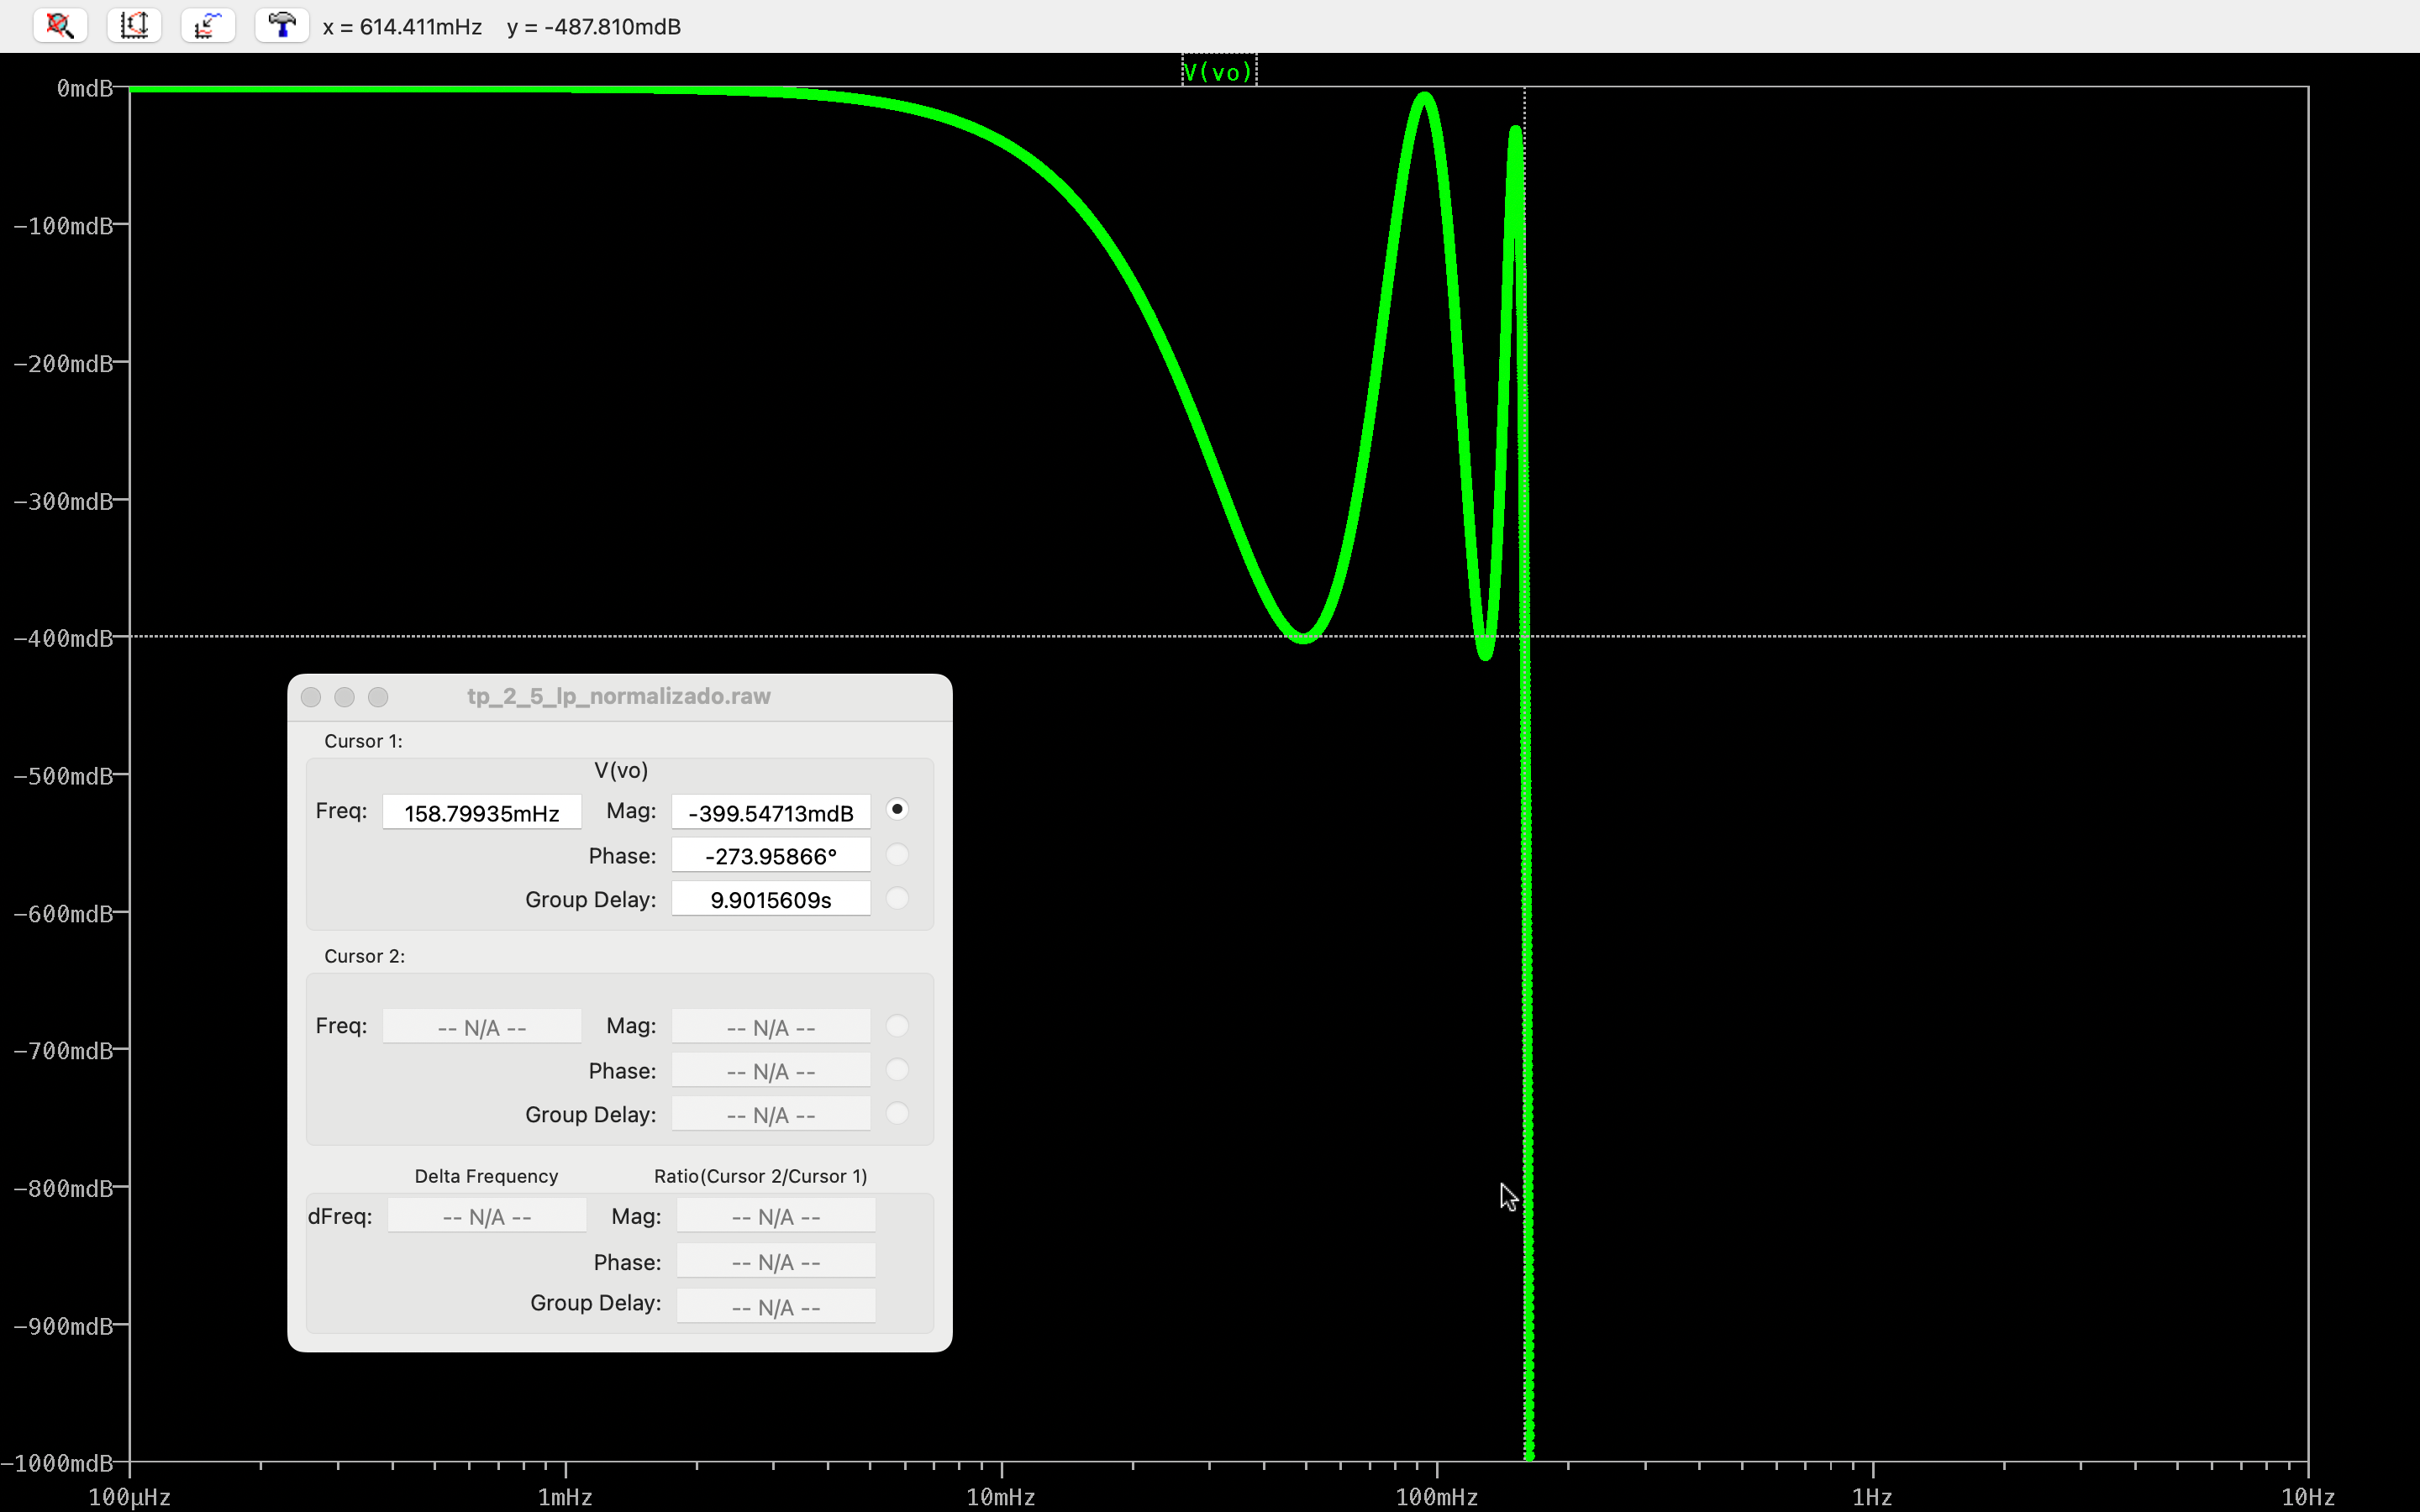 x = 614.411mHz y = -487.810mdB
V(vo)
0mdB
-100mdB
-200mdB
-300mdB
-400mdB
-500mdB
-600mdB
-700mdB
-800mdB
-900mdB
-1000mdB
100µHz 1mHz 10mHz 100mHz 1Hz 10Hz
tp_2_5_lp_normalizado.raw
Cursor 1:
V(vo)
Freq: 158.79935mHz Mag: -399.54713mdB
Phase: -273.95866°
Group Delay: 9.9015609s
Cursor 2:
Freq: -- N/A -- Mag: -- N/A --
Phase: -- N/A --
Group Delay: -- N/A --
Delta Frequency Ratio(Cursor 2/Cursor 1)
dFreq: -- N/A -- Mag: -- N/A --
Phase: -- N/A --
Group Delay: -- N/A --